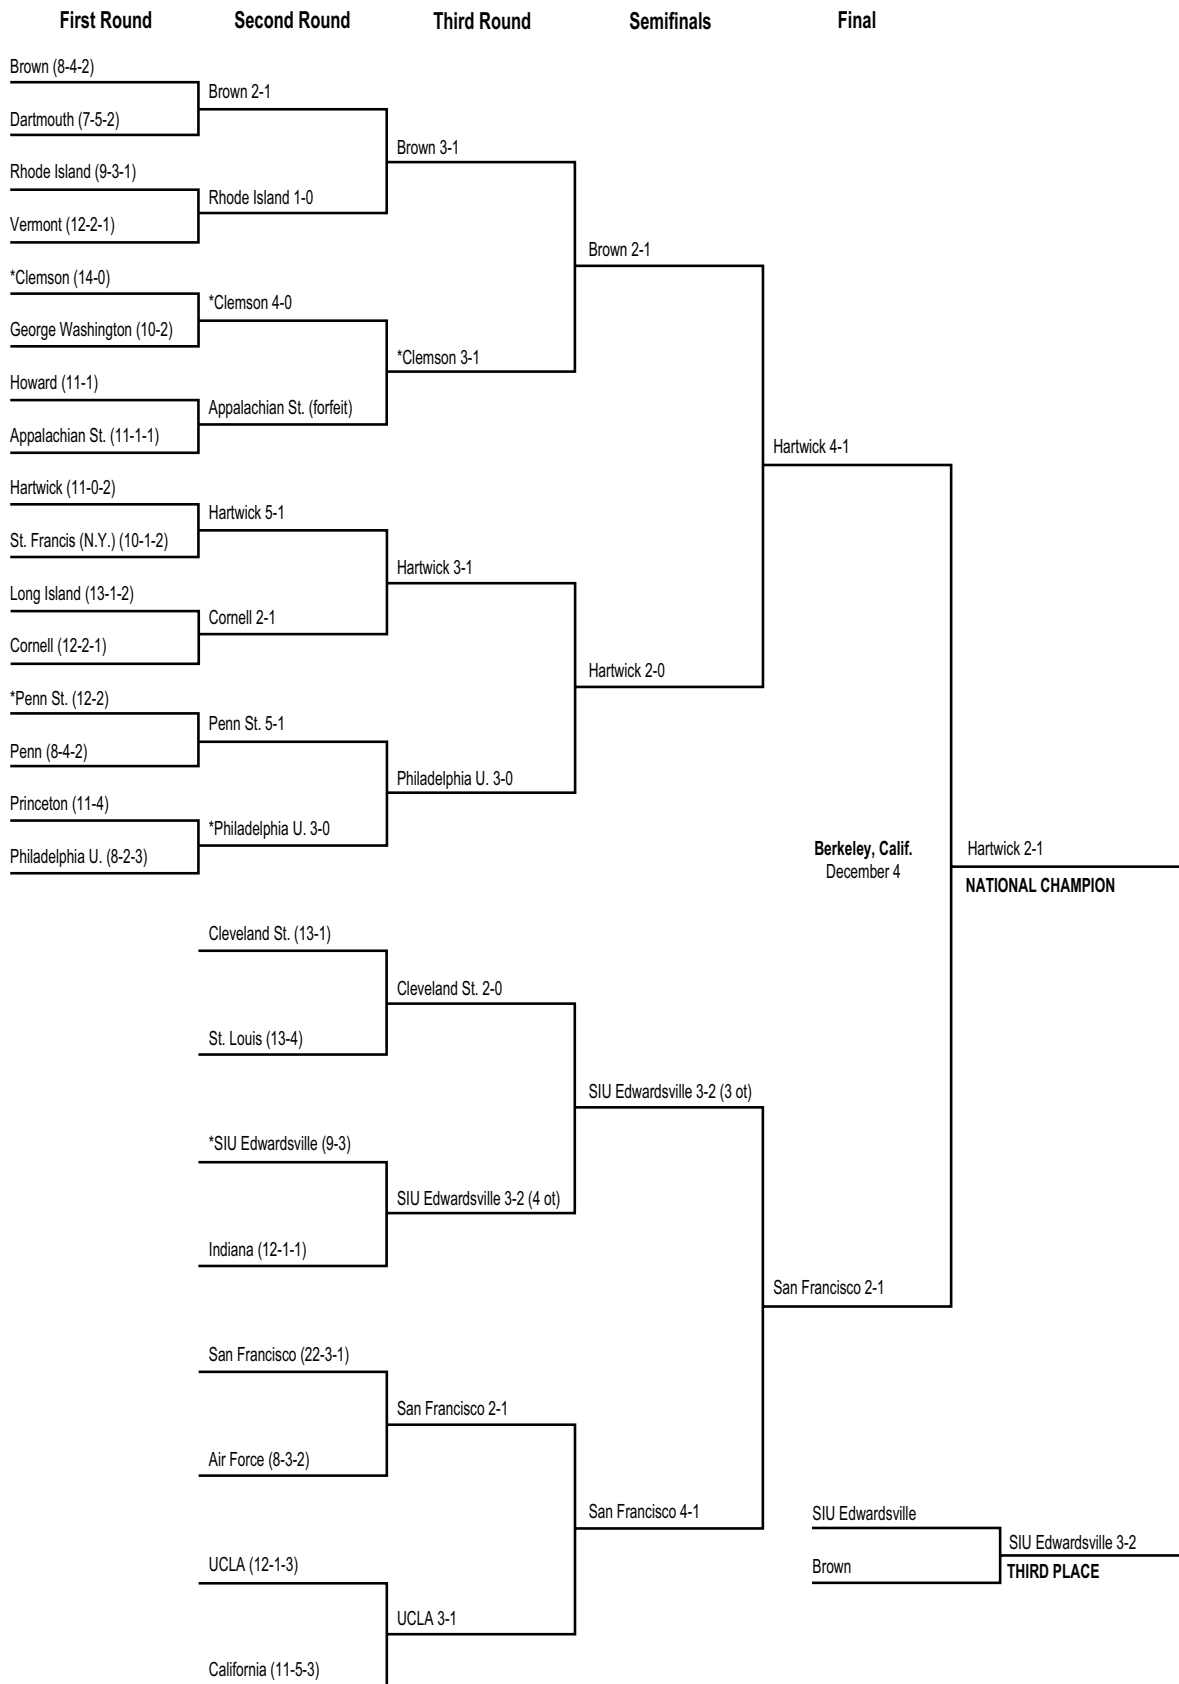 First Round
Second Round
Third Round
Semifinals
Final
Brown (8-4-2)
Dartmouth (7-5-2)
Rhode Island (9-3-1)
Vermont (12-2-1)
*Clemson (14-0)
George Washington (10-2)
Howard (11-1)
Appalachian St. (11-1-1)
Hartwick (11-0-2)
St. Francis (N.Y.) (10-1-2)
Long Island (13-1-2)
Cornell (12-2-1)
*Penn St. (12-2)
Penn (8-4-2)
Princeton (11-4)
Philadelphia U. (8-2-3)
Brown 2-1
Rhode Island 1-0
*Clemson 4-0
Appalachian St. (forfeit)
Hartwick 5-1
Cornell 2-1
Penn St. 5-1
*Philadelphia U. 3-0
Cleveland St. (13-1)
St. Louis (13-4)
*SIU Edwardsville (9-3)
Indiana (12-1-1)
San Francisco (22-3-1)
Air Force (8-3-2)
UCLA (12-1-3)
California (11-5-3)
Brown 3-1
*Clemson 3-1
Hartwick 3-1
Philadelphia U. 3-0
Cleveland St. 2-0
SIU Edwardsville 3-2 (4 ot)
San Francisco 2-1
UCLA 3-1
Brown 2-1
Hartwick 2-0
SIU Edwardsville 3-2 (3 ot)
San Francisco 4-1
Hartwick 4-1
San Francisco 2-1
Berkeley, Calif.
December 4
Hartwick 2-1
NATIONAL CHAMPION
SIU Edwardsville
Brown
SIU Edwardsville 3-2
THIRD PLACE